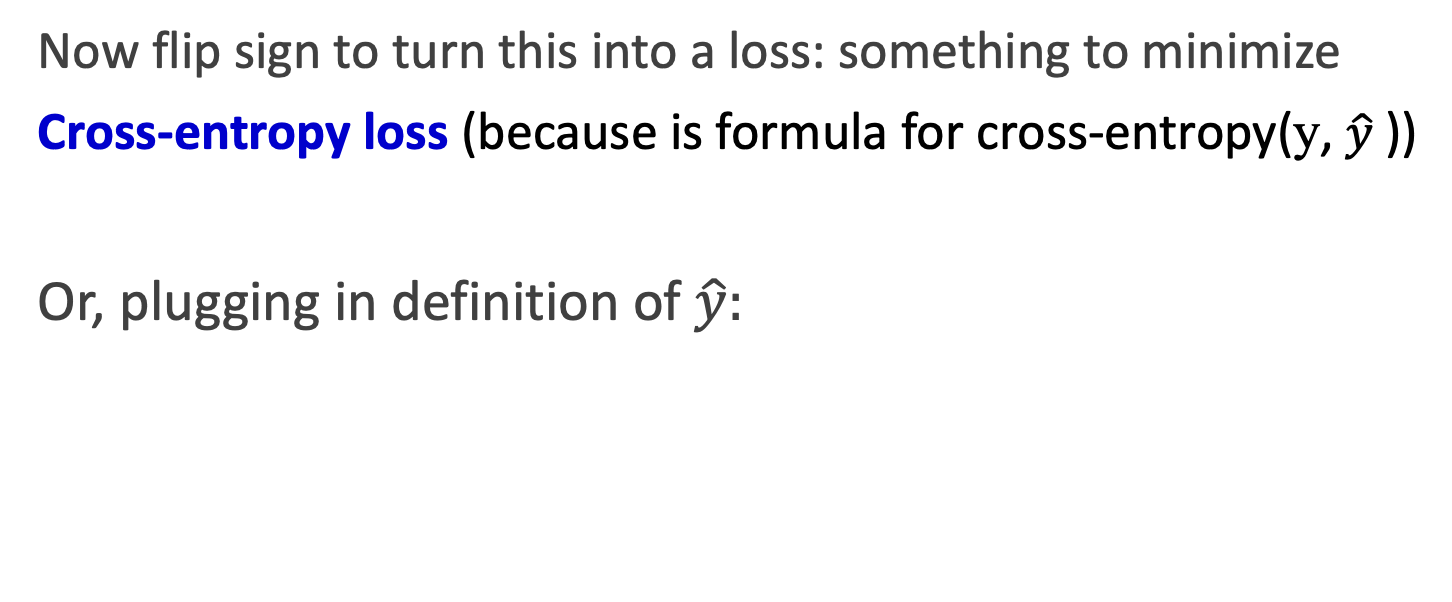 Now flip sign to turn this into a loss: something to minimize
Cross-entropy loss (because is formula for cross-entropy(y, ŷ ))
Or, plugging in definition of ŷ: